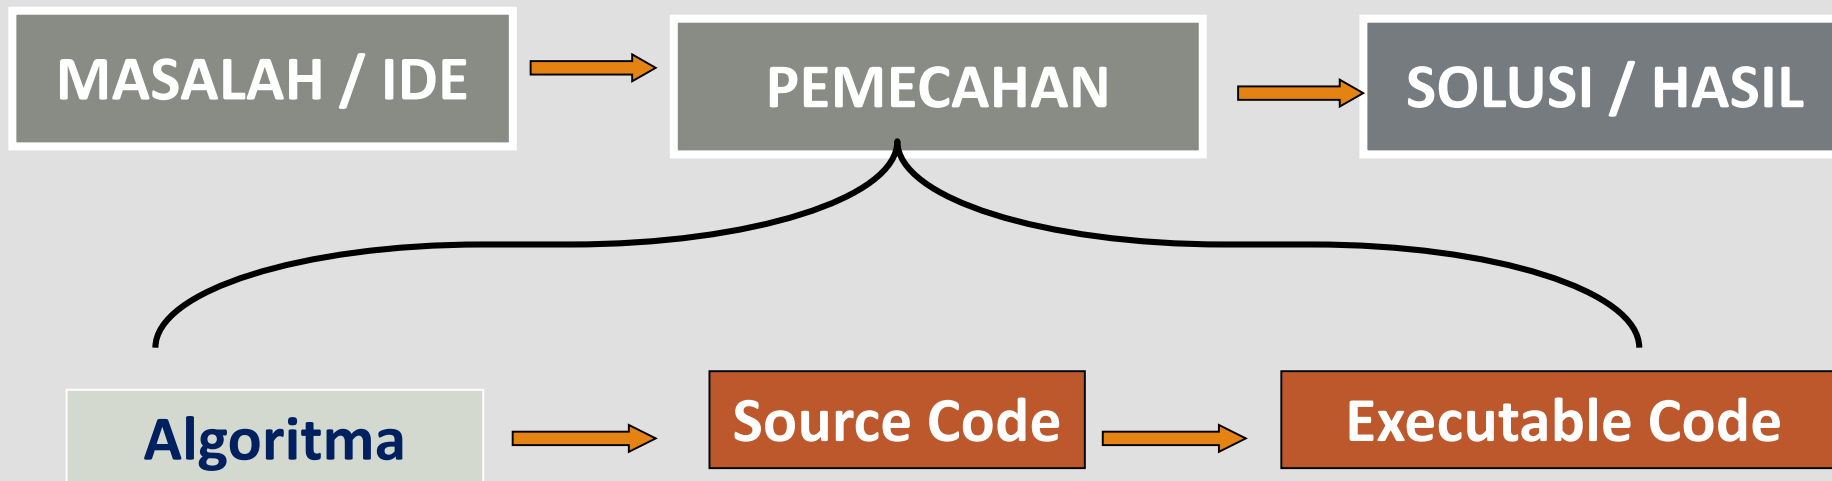 MASALAH / IDE
PEMECAHAN
SOLUSI / HASIL
Algoritma
Source Code
Executable Code